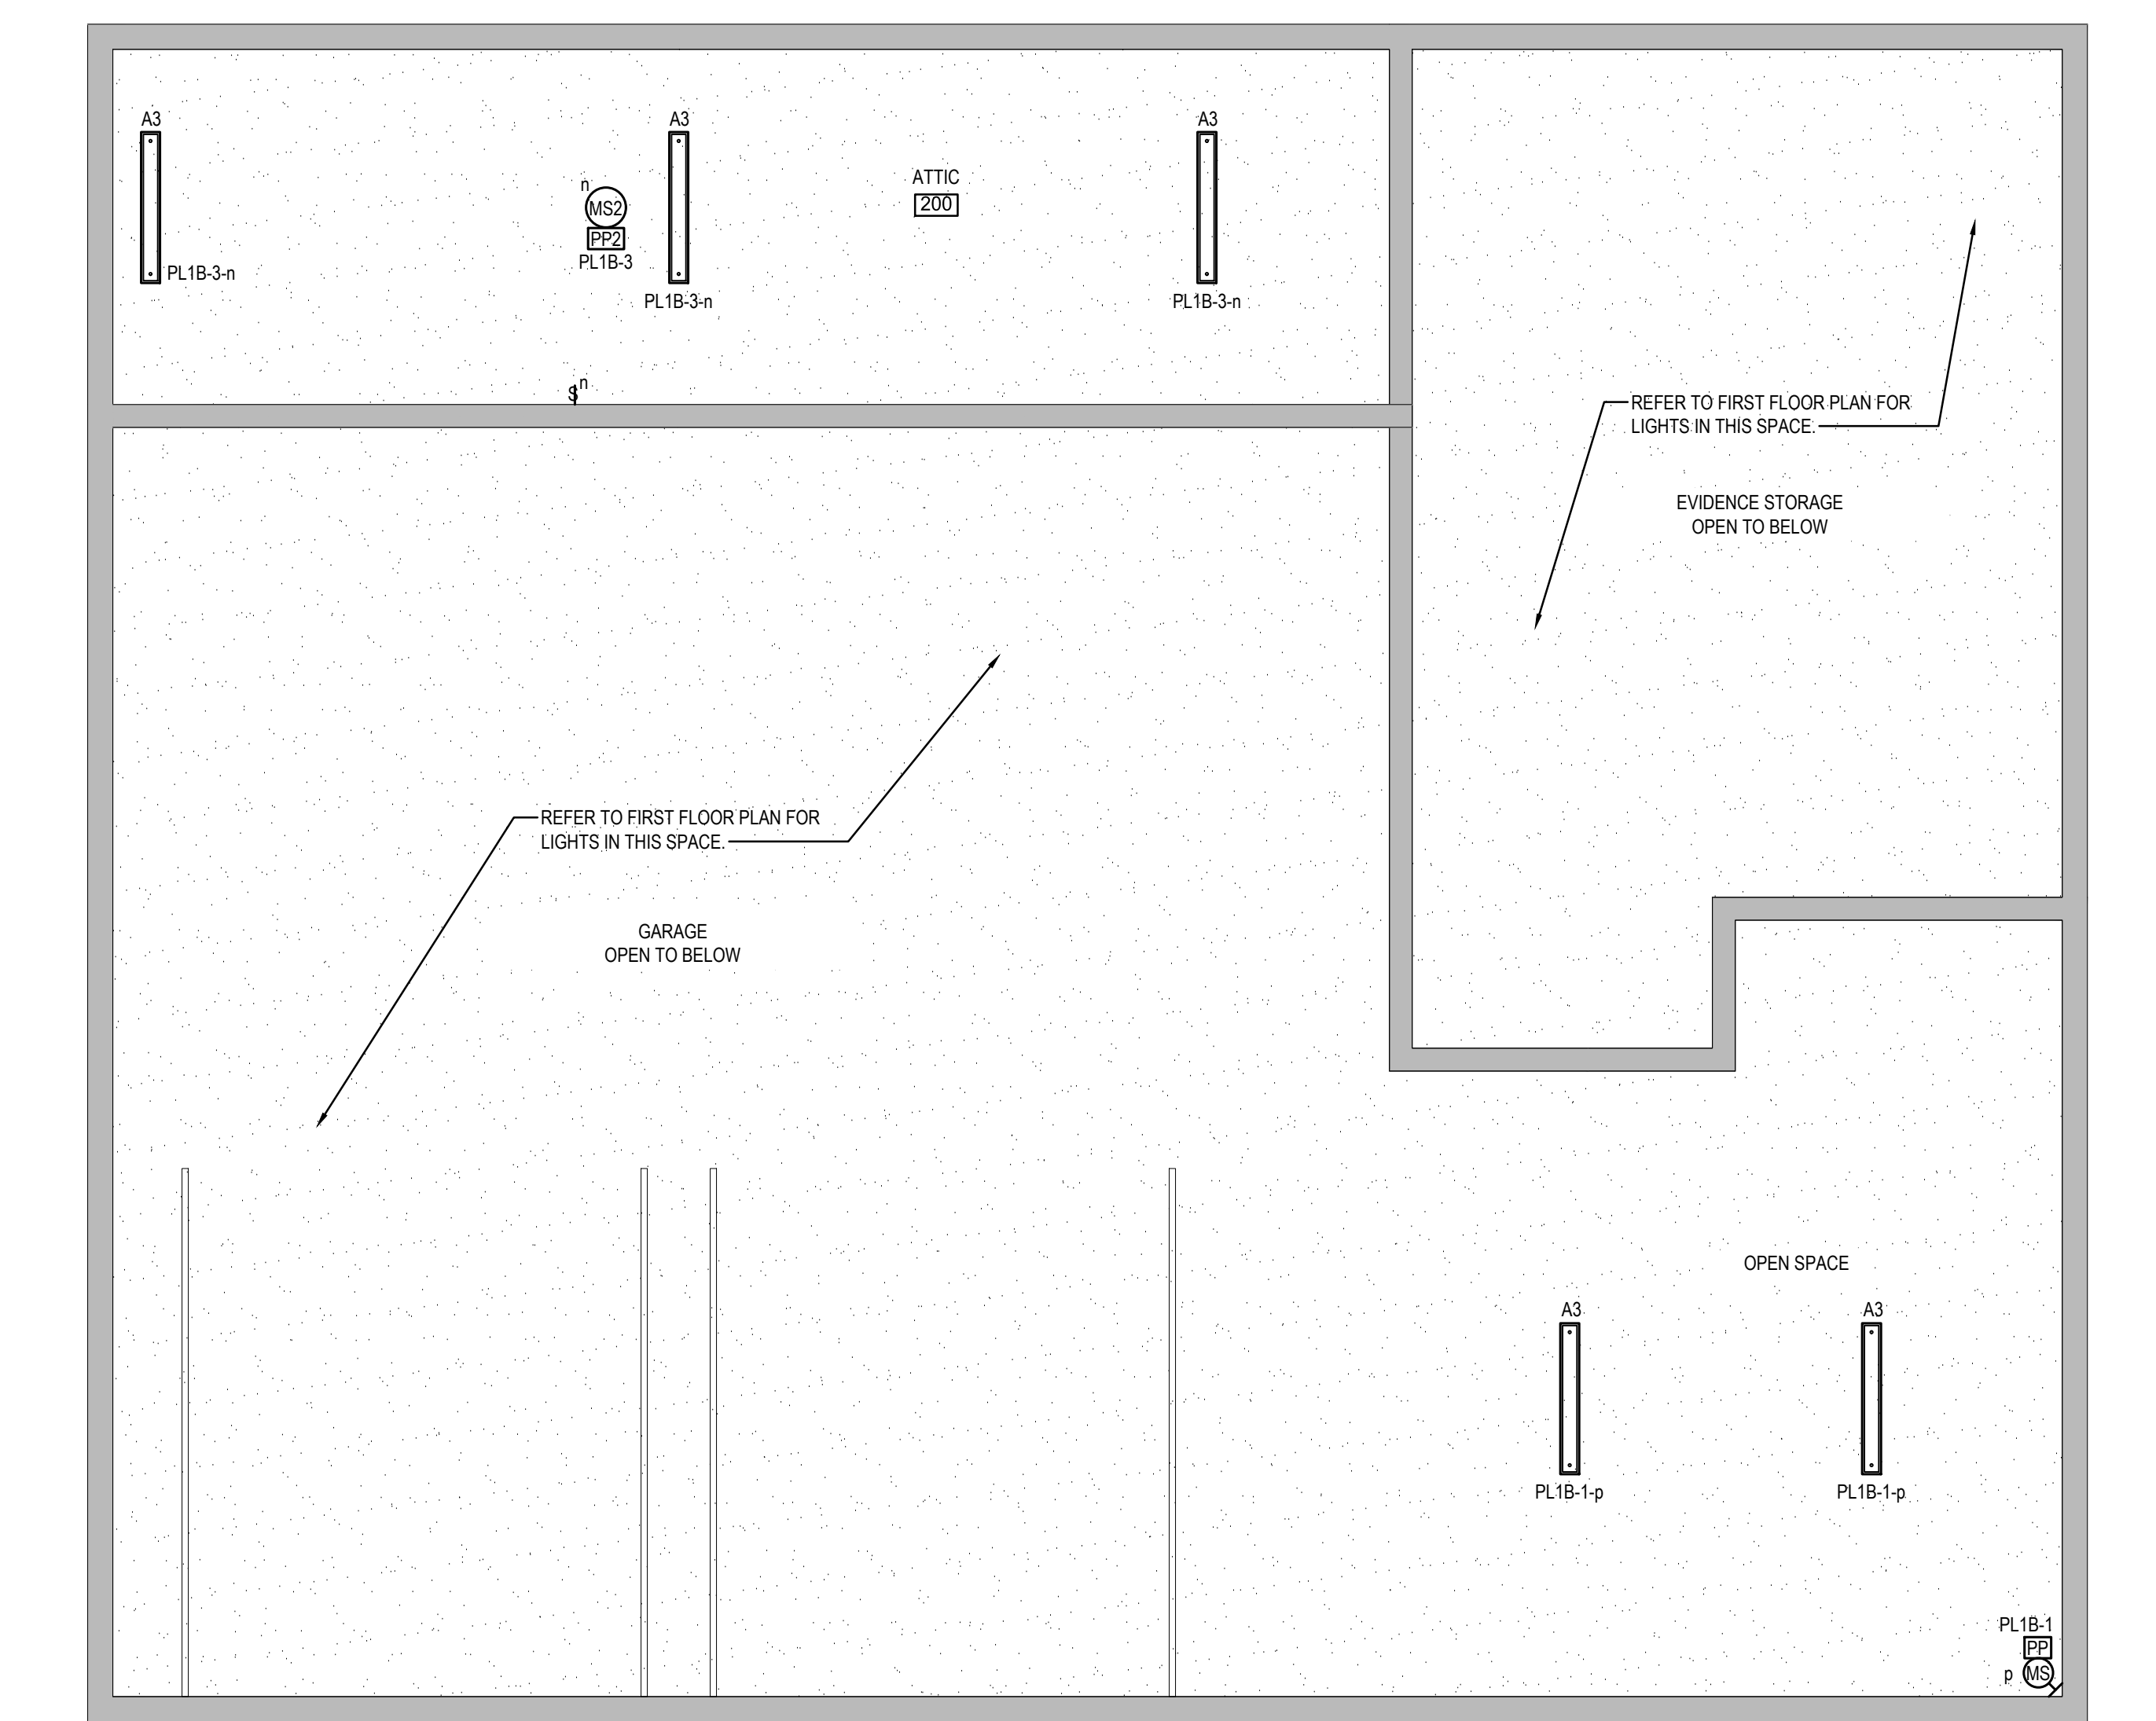 A3
A3
A3
n
MS2
PP2
PL1B-3
ATTIC
200
PL1B-3-n
PL1B-3-n
PL1B-3-n
$ n
REFER TO FIRST FLOOR PLAN FOR
LIGHTS IN THIS SPACE.
EVIDENCE STORAGE
OPEN TO BELOW
REFER TO FIRST FLOOR PLAN FOR
LIGHTS IN THIS SPACE.
GARAGE
OPEN TO BELOW
OPEN SPACE
A3
A3
PL1B-1-p
PL1B-1-p
PL1B-1
PP
p
MS